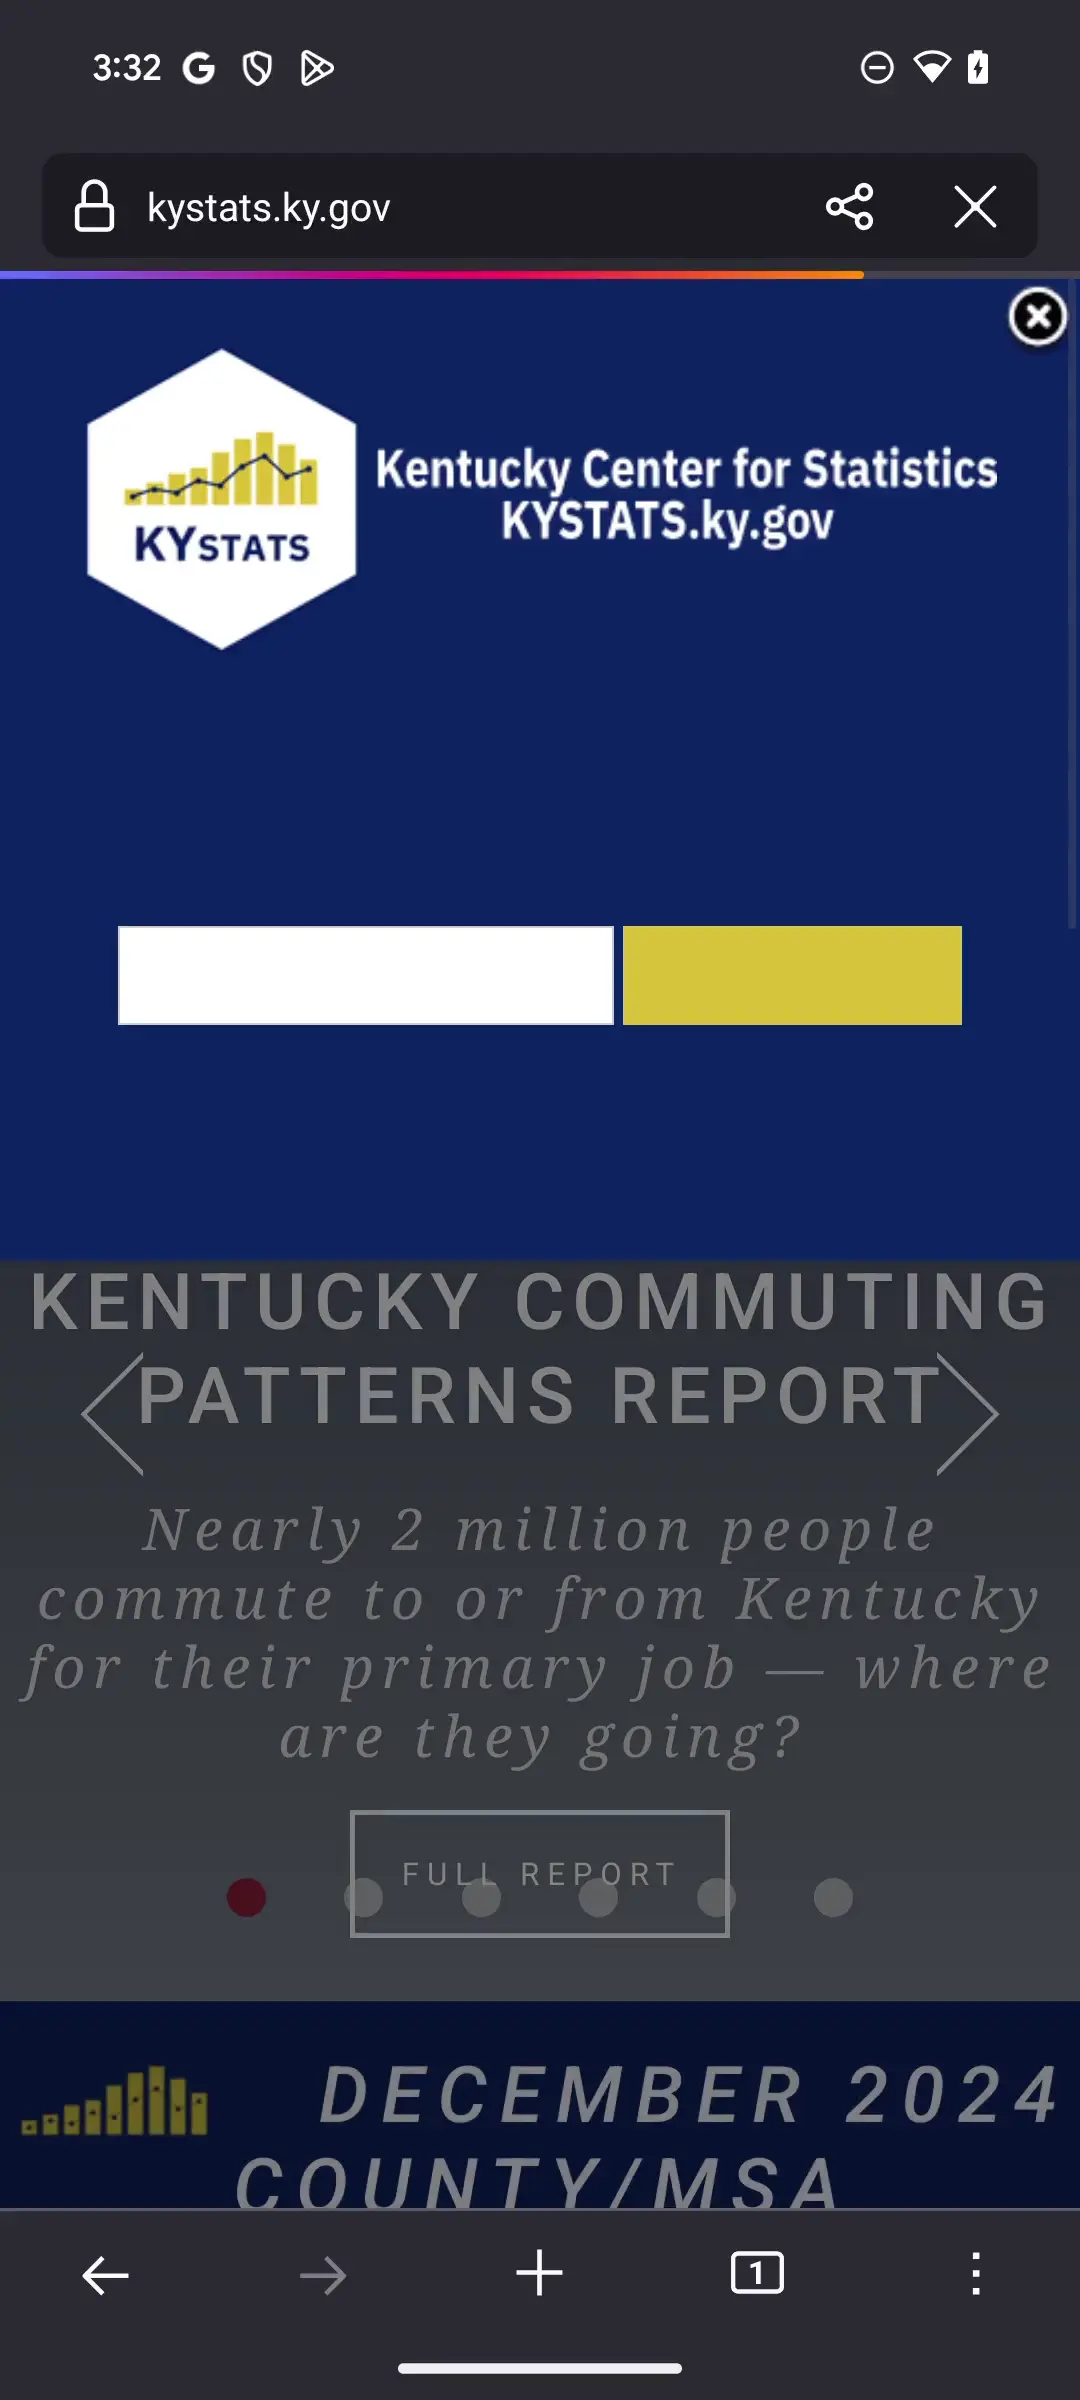 3:32
kystats.ky.gov
KYSTATS
Kentucky Center for Statistics
KYSTATS.ky.gov
KENTUCKY COMMUTING
PATTERNS REPORT
Nearly 2 million people
commute to or from Kentucky
for their primary job — where
are they going?
FULL REPORT
DECEMBER 2024
COUNTY/MSA
1